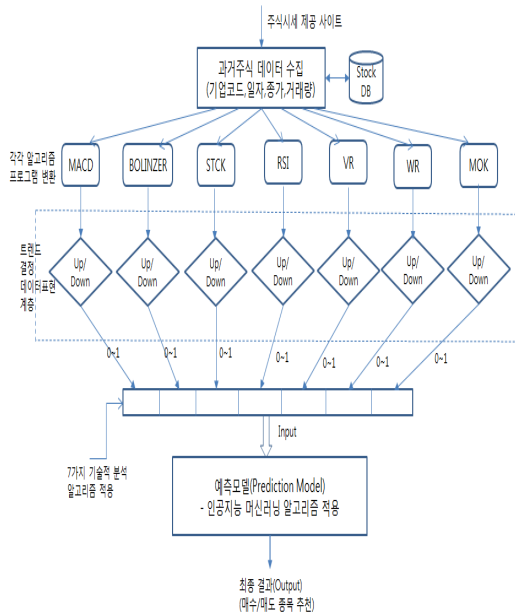 주식시세 제공 사이트
과거주식 데이터 수집
(기업코드,일자,종가,거래량)
Stock
DB
각각 알고리즘
프로그램 변환
MACD
BOLINZER
STCK
RSI
VR
WR
MOK
트렌드
결정,
데이터표현
계층
Up/
Down
Up/
Down
Up/
Down
Up/
Down
Up/
Down
Up/
Down
Up/
Down
0~1
0~1
0~1
0~1
0~1
0~1
0~1
Input
7가지 기술적 분석
알고리즘 적용
예측모델(Prediction Model)
- 인공지능 머신러닝 알고리즘 적용
최종 결과(Output)
(매수/매도 종목 추천)